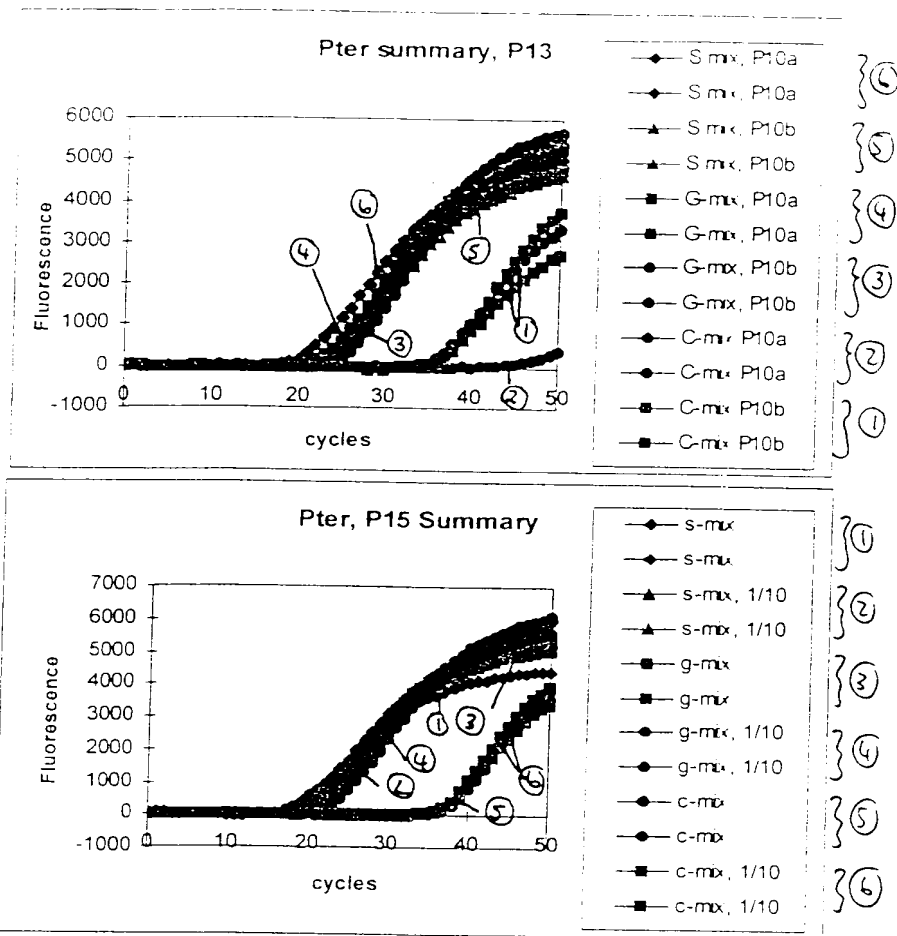 Pter summary, P13
6000
5000
4000
3000
2000
1000
0
-1000
Fluorescence
0 10 20 30 40 50
cycles
④ ⑥ ⑤ ③ ① ②
S mix, P10a
S mix, P10a
S mix, P10b
S mix, P10b
G-mix, P10a
G-mix, P10a
G-mix, P10b
G-mix, P10b
C-mix P10a
C-mix P10a
C-mix P10b
C-mix P10b
⑥
⑤
④
③
②
①
Pter, P15 Summary
7000
6000
5000
4000
3000
2000
1000
0
-1000
Fluorescence
0 10 20 30 40 50
cycles
③ ① ④ ⑥ ⑤
s-mix
s-mix
s-mix, 1/10
s-mix, 1/10
g-mix
g-mix
g-mix, 1/10
g-mix, 1/10
c-mix
c-mix
c-mix, 1/10
c-mix, 1/10
①
②
③
④
⑤
⑥